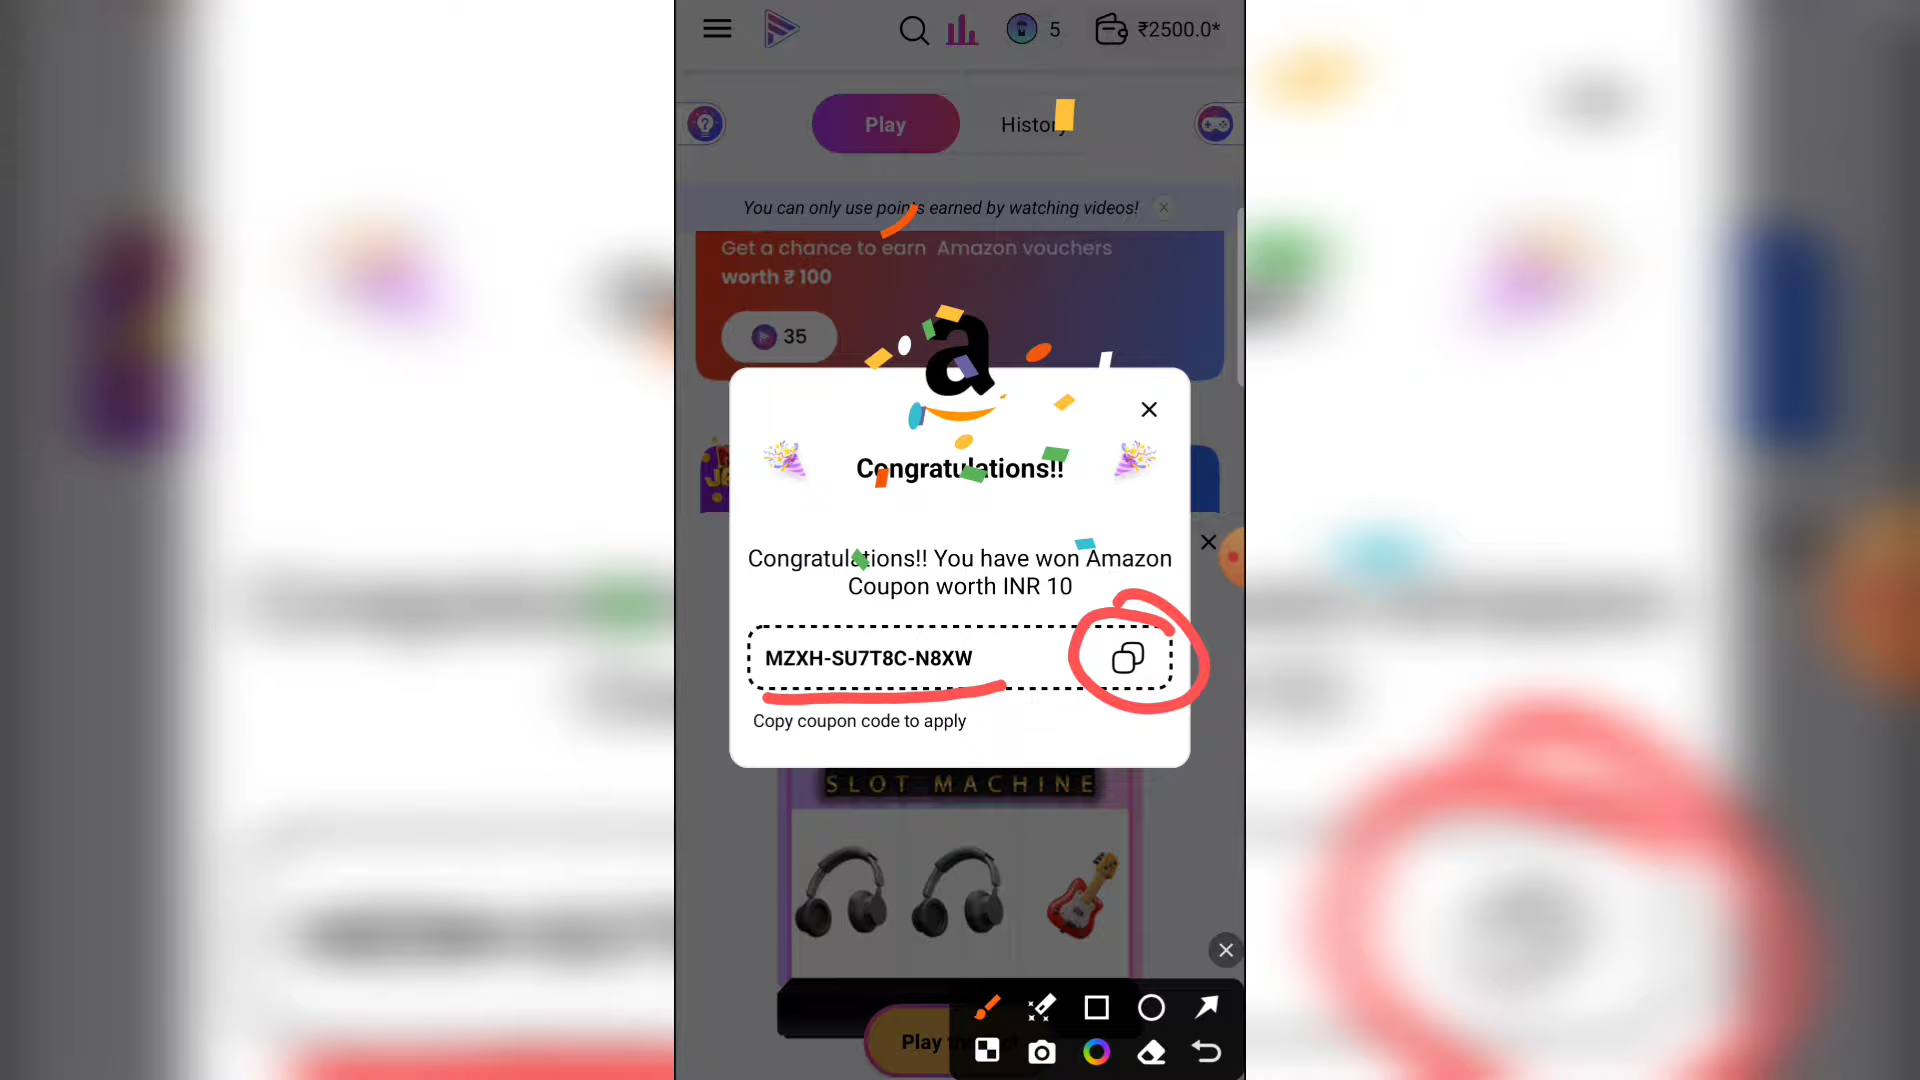 5
₹2500.0*
Play
History
You can only use points earned by watching videos!
Get a chance to earn Amazon vouchers
worth ₹ 100
35
a
Congratulations!!
Congratulations!! You have won Amazon
Coupon worth INR 10
MZXH-SU7T8C-N8XW
Copy coupon code to apply
SLOT MACHINE
Play